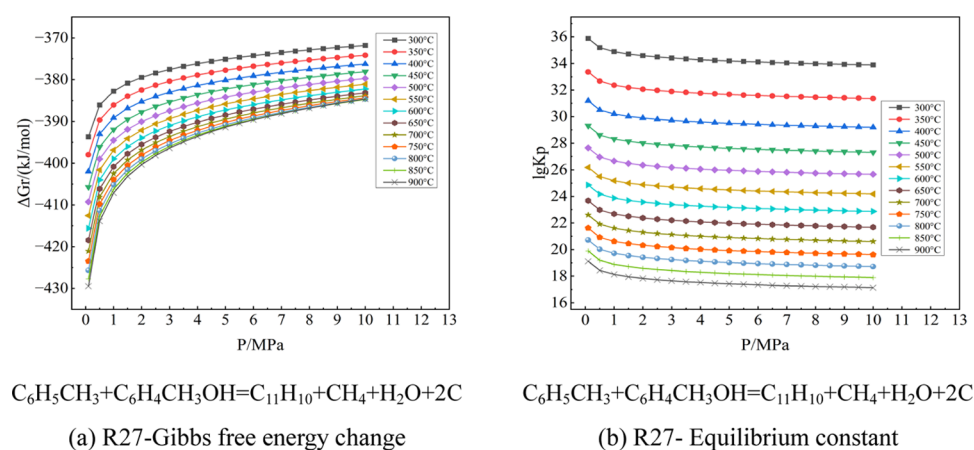 −370
−380
−390
−400
−410
−420
−430
ΔGr/(kJ/mol)
300°C
350°C
400°C
450°C
500°C
550°C
600°C
650°C
700°C
750°C
800°C
850°C
900°C
0 1 2 3 4 5 6 7 8 9 10 11 12 13
P/MPa
C₆H₅CH₃+C₆H₄CH₃OH=C₁₁H₁₀+CH₄+H₂O+2C
(a) R27-Gibbs free energy change
36
34
32
30
28
26
24
22
20
18
16
lgKp
300°C
350°C
400°C
450°C
500°C
550°C
600°C
650°C
700°C
750°C
800°C
850°C
900°C
0 1 2 3 4 5 6 7 8 9 10 11 12 13
P/MPa
C₆H₅CH₃+C₆H₄CH₃OH=C₁₁H₁₀+CH₄+H₂O+2C
(b) R27- Equilibrium constant